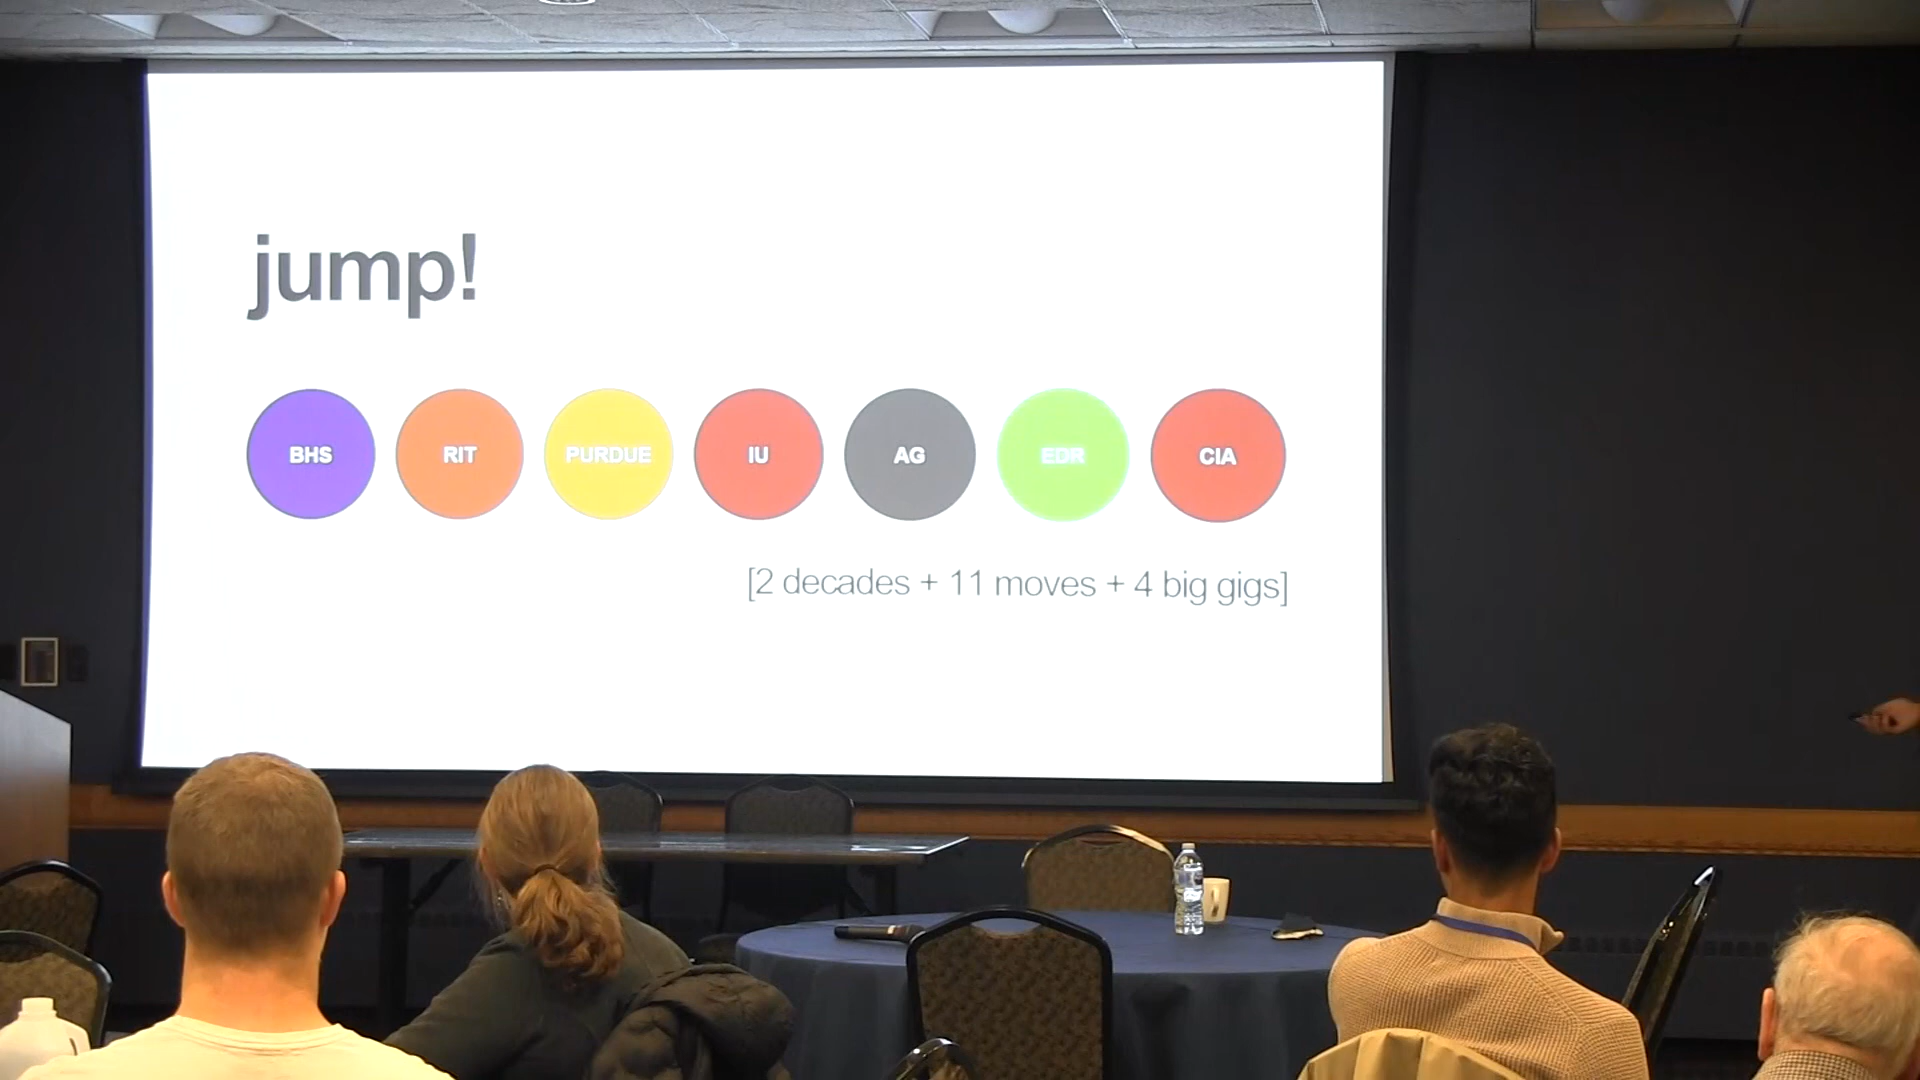 jump!
BHS RIT PURDUE IU AG EDR CIA
[2 decades + 11 moves + 4 big gigs]